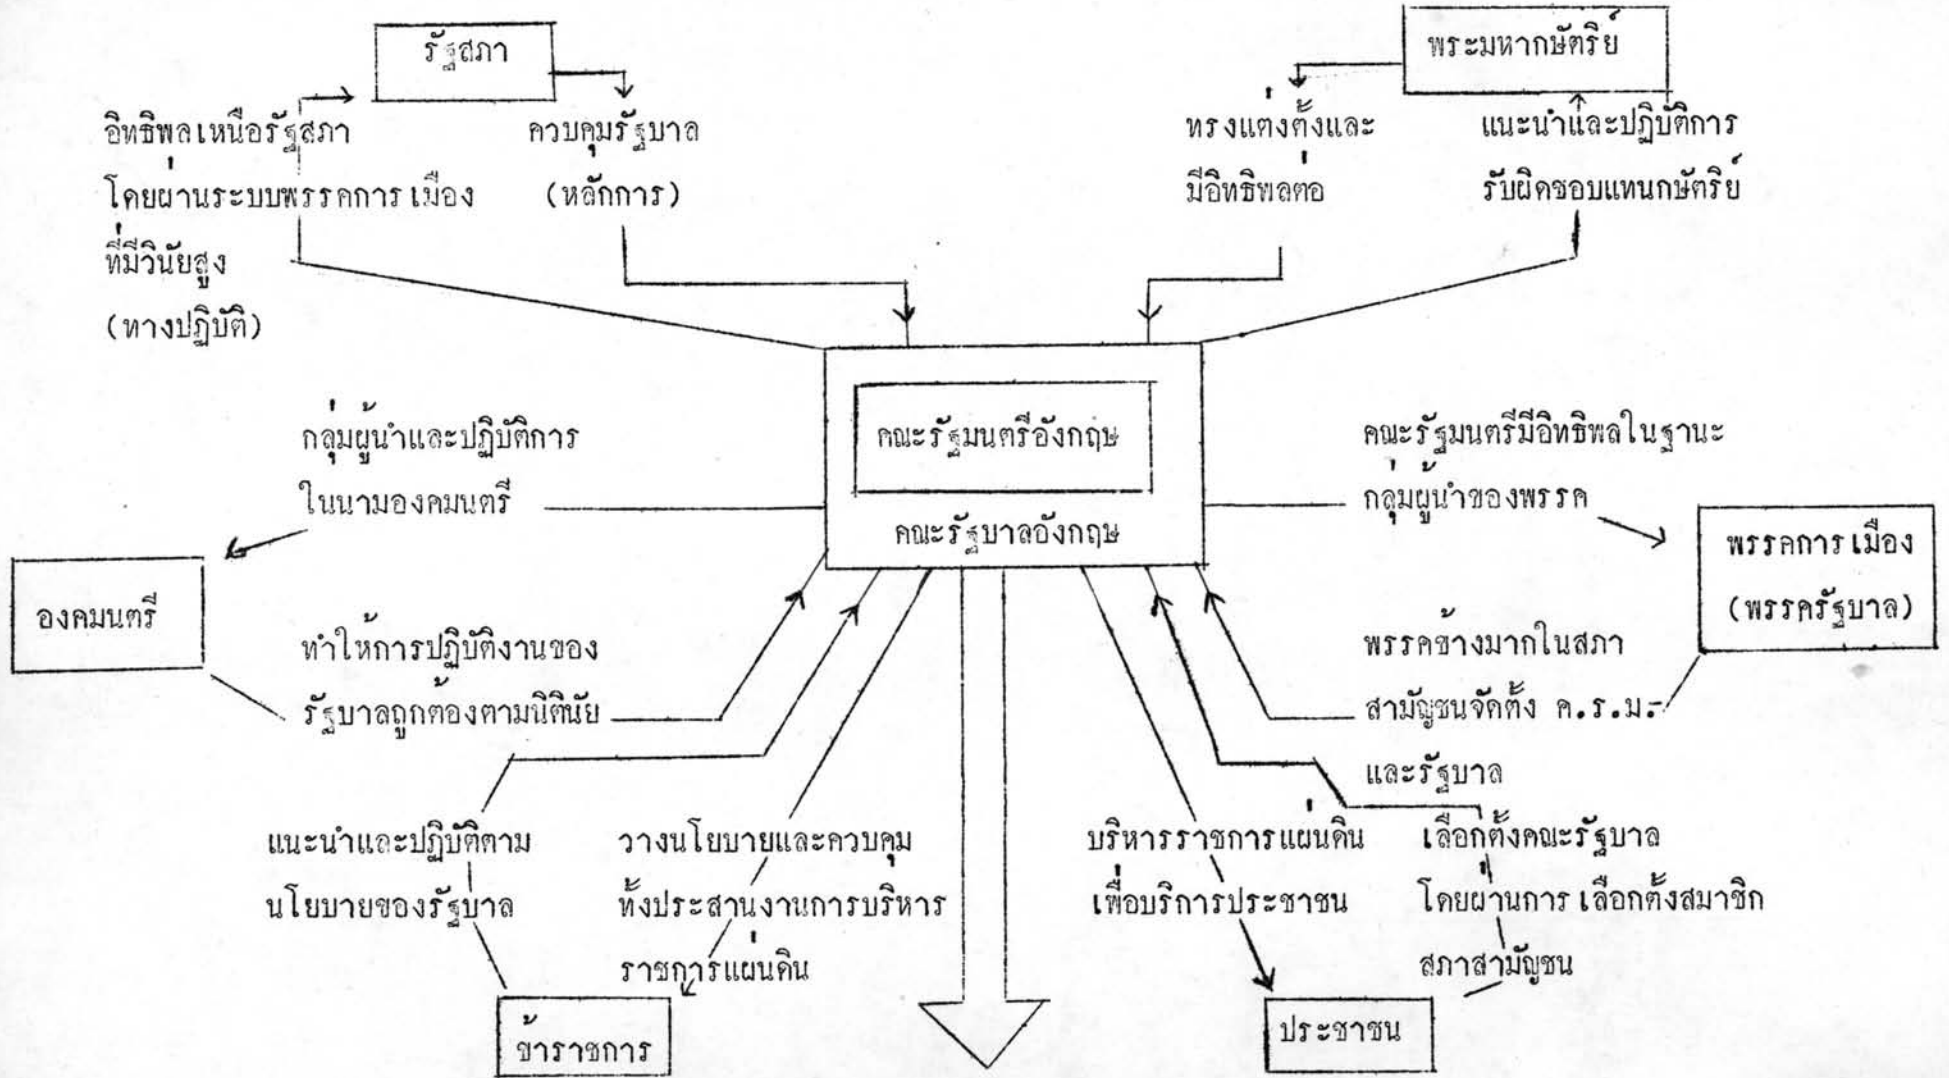 รัฐสภา
พระมหากษัตริย์
อิทธิพลเหนือรัฐสภา
โดยผ่านระบบพรรคการเมือง
ที่มีวินัยสูง
(ทางปฏิบัติ)
ควบคุมรัฐบาล
(หลักการ)
ทรงแต่งตั้งและ
มีอิทธิพลต่อ
แนะนำและปฏิบัติการ
รับผิดชอบแทนกษัตริย์
กลุ่มผู้นำและปฏิบัติการ
ในนามองคมนตรี
คณะรัฐมนตรีอังกฤษ
คณะรัฐบาลอังกฤษ
คณะรัฐมนตรีมีอิทธิพลในฐานะ
กลุ่มผู้นำของพรรค
องคมนตรี
พรรคการเมือง
(พรรครัฐบาล)
ทำให้การปฏิบัติงานของ
รัฐบาลถูกต้องตามนิตินัย
พรรคข้างมากในสภา
สามัญชนจัดตั้ง ค.ร.ม.
และรัฐบาล
แนะนำและปฏิบัติตาม
นโยบายของรัฐบาล
วางนโยบายและควบคุม
ทั้งประสานงานการบริหาร
ราชการแผ่นดิน
บริหารราชการแผ่นดิน
เพื่อบริการประชาชน
เลือกตั้งคณะรัฐบาล
โดยผ่านการเลือกตั้งสมาชิก
สภาสามัญชน
ข้าราชการ
ประชาชน